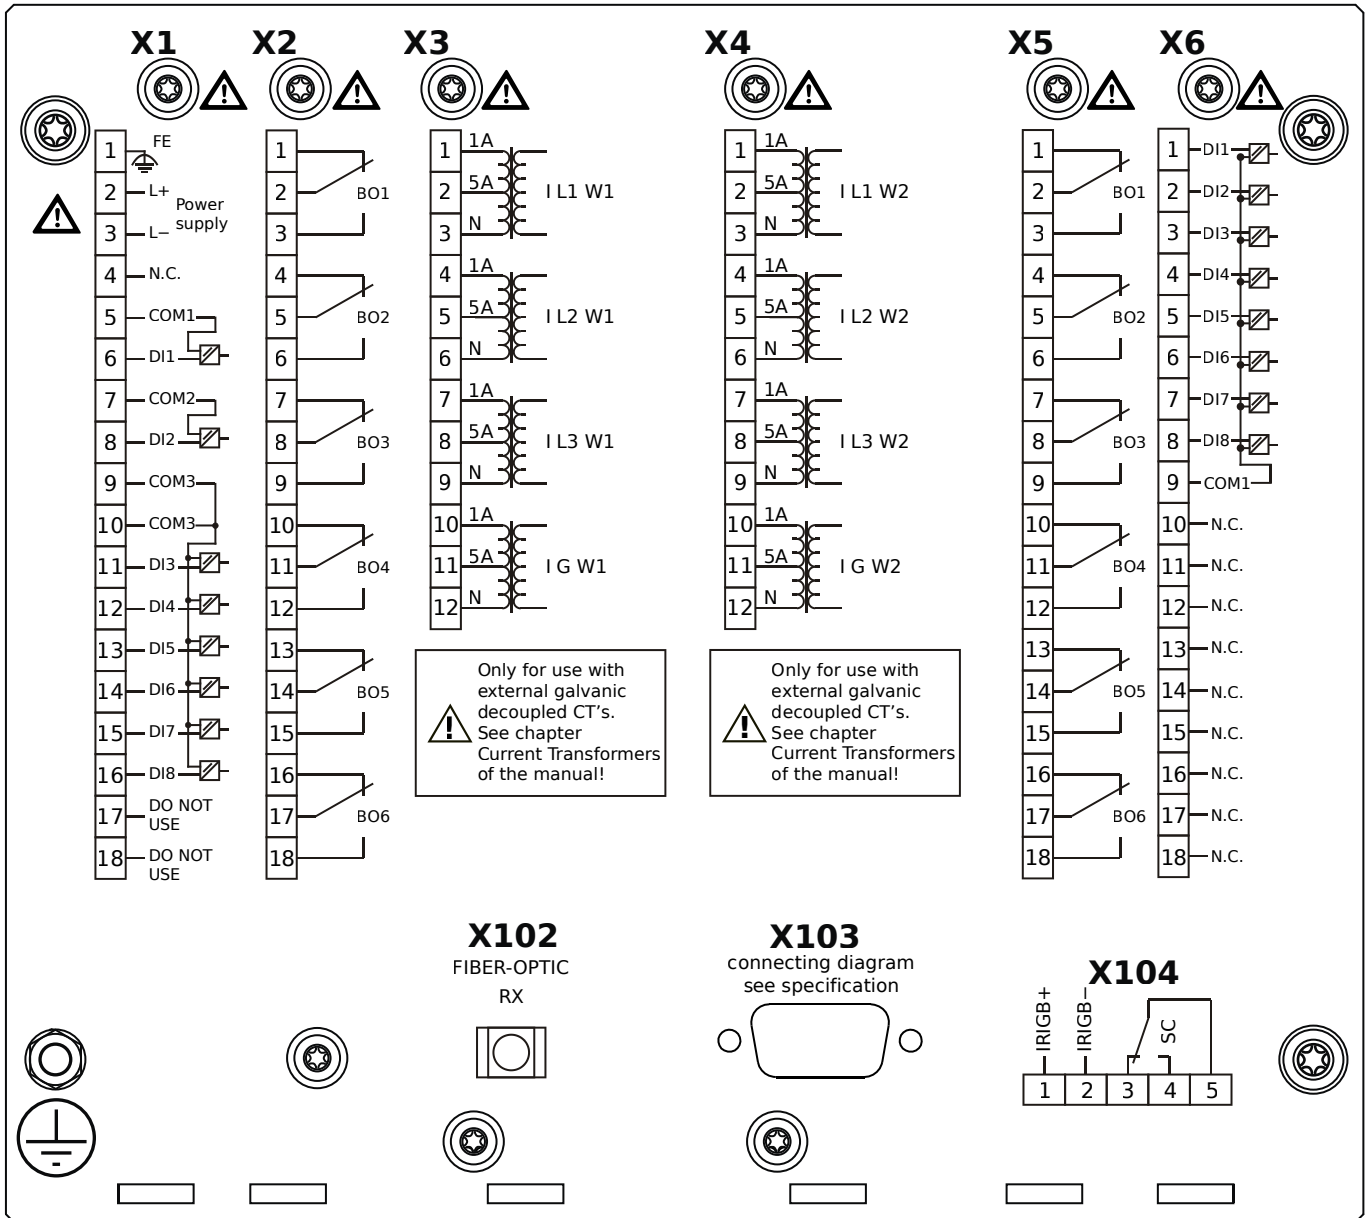 X1 X2 X3 X4 X5 X6
1 FE
2 L+
Power
supply
3 L−
4 N.C.
5 COM1
6 DI1
7 COM2
8 DI2
9 COM3
10 COM3
11 DI3
12 DI4
13 DI5
14 DI6
15 DI7
16 DI8
17 DO NOT
USE
18 DO NOT
USE
1
2 BO1
3
4
5 BO2
6
7
8 BO3
9
10
11 BO4
12
13
14 BO5
15
16
17 BO6
18
1 1A
2 5A I L1 W1
3 N
4 1A
5 5A I L2 W1
6 N
7 1A
8 5A I L3 W1
9 N
10 1A
11 5A I G W1
12 N
Only for use with
external galvanic
decoupled CT's.
See chapter
Current Transformers
of the manual!
1 1A
2 5A I L1 W2
3 N
4 1A
5 5A I L2 W2
6 N
7 1A
8 5A I L3 W2
9 N
10 1A
11 5A I G W2
12 N
Only for use with
external galvanic
decoupled CT's.
See chapter
Current Transformers
of the manual!
1
2 BO1
3
4
5 BO2
6
7
8 BO3
9
10
11 BO4
12
13
14 BO5
15
16
17 BO6
18
1 DI1
2 DI2
3 DI3
4 DI4
5 DI5
6 DI6
7 DI7
8 DI8
9 COM1
10 N.C.
11 N.C.
12 N.C.
13 N.C.
14 N.C.
15 N.C.
16 N.C.
17 N.C.
18 N.C.
X102
FIBER-OPTIC
RX
X103
connecting diagram
see specification
X104
IRIGB+
IRIGB−
SC
1 2 3 4 5